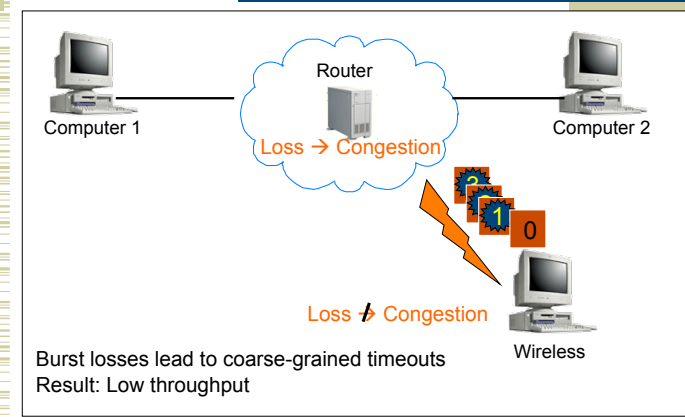 Router
Computer 1
Computer 2
Loss → Congestion
1
0
Loss ↛ Congestion
Wireless
Burst losses lead to coarse-grained timeouts
Result: Low throughput